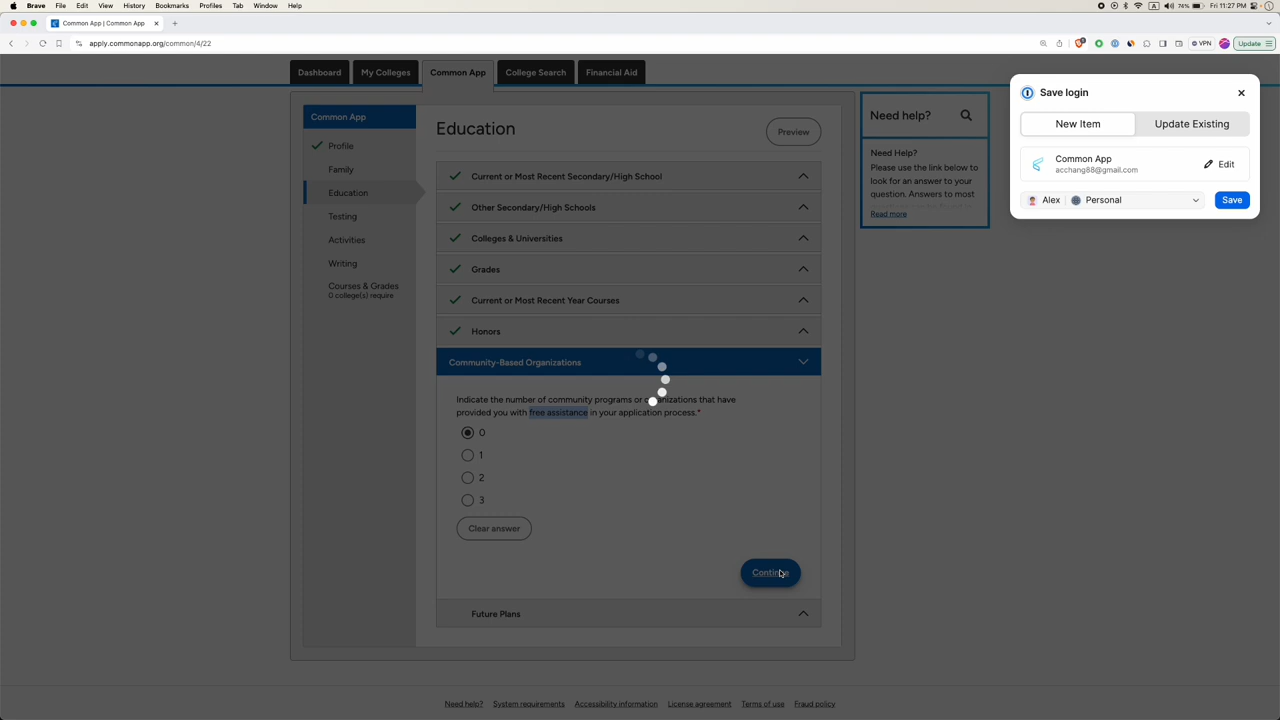 Brave File Edit View History Bookmarks Profiles Tab Window Help
A 74% Fri 11:27 PM
Common App | Common App
apply.commonapp.org/common/4/22
VPN
Update
Dashboard
My Colleges
Common App
College Search
Financial Aid
Common App
Profile
Family
Education
Testing
Activities
Writing
Courses & Grades
0 college(s) require
Education
Preview
Current or Most Recent Secondary/High School
Other Secondary/High Schools
Colleges & Universities
Grades
Current or Most Recent Year Courses
Honors
Community-Based Organizations
Indicate the number of community programs or organizations that have
provided you with free assistance in your application process.*
0
1
2
3
Clear answer
Continue
Future Plans
Need help?
Need Help?
Please use the link below to
look for an answer to your
question. Answers to most
Read more
Save login
New Item
Update Existing
Common App
acchang88@gmail.com
Edit
Alex
Personal
Save
Need help?
System requirements
Accessibility information
License agreement
Terms of use
Fraud policy